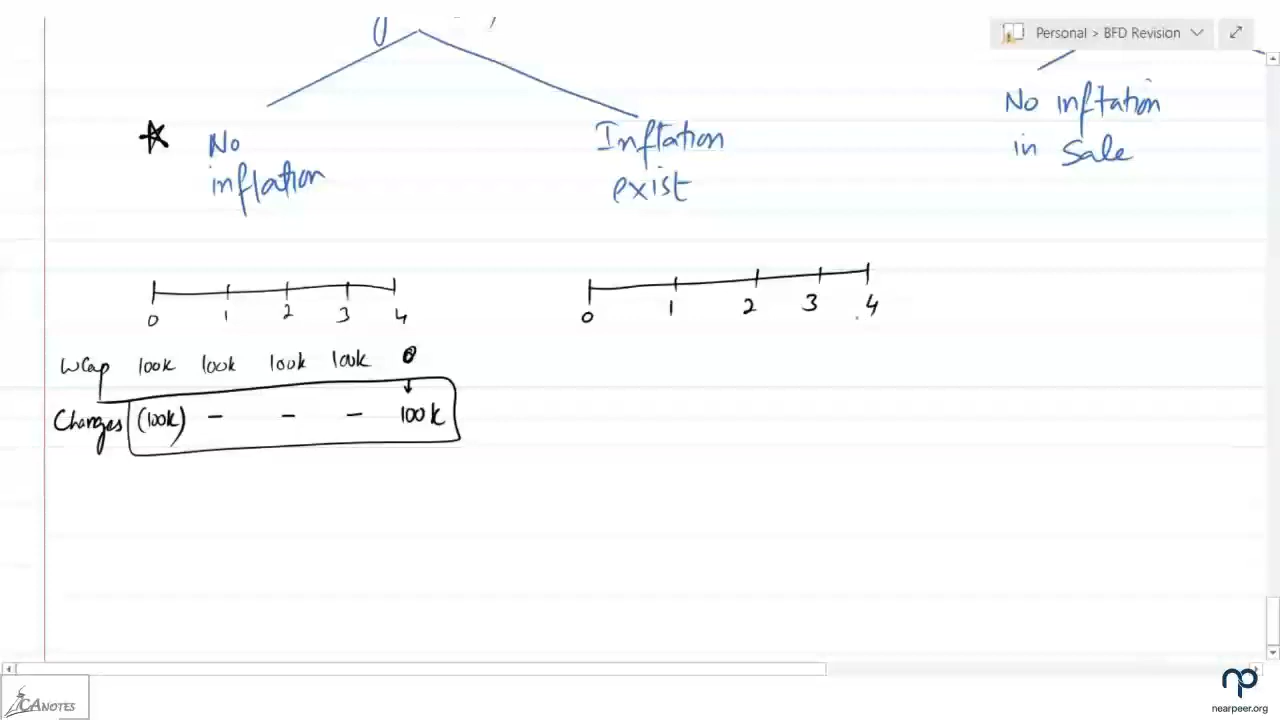 Personal > BFD Revision
No inflation
in Sale
No
inflation
Inflation
exist
0 1 2 3 4
0 1 2 3 4
WCap 100k 100k 100k 100k 0
Changes (100k) - - - 100k
CANOTES
np
nearpeer.org